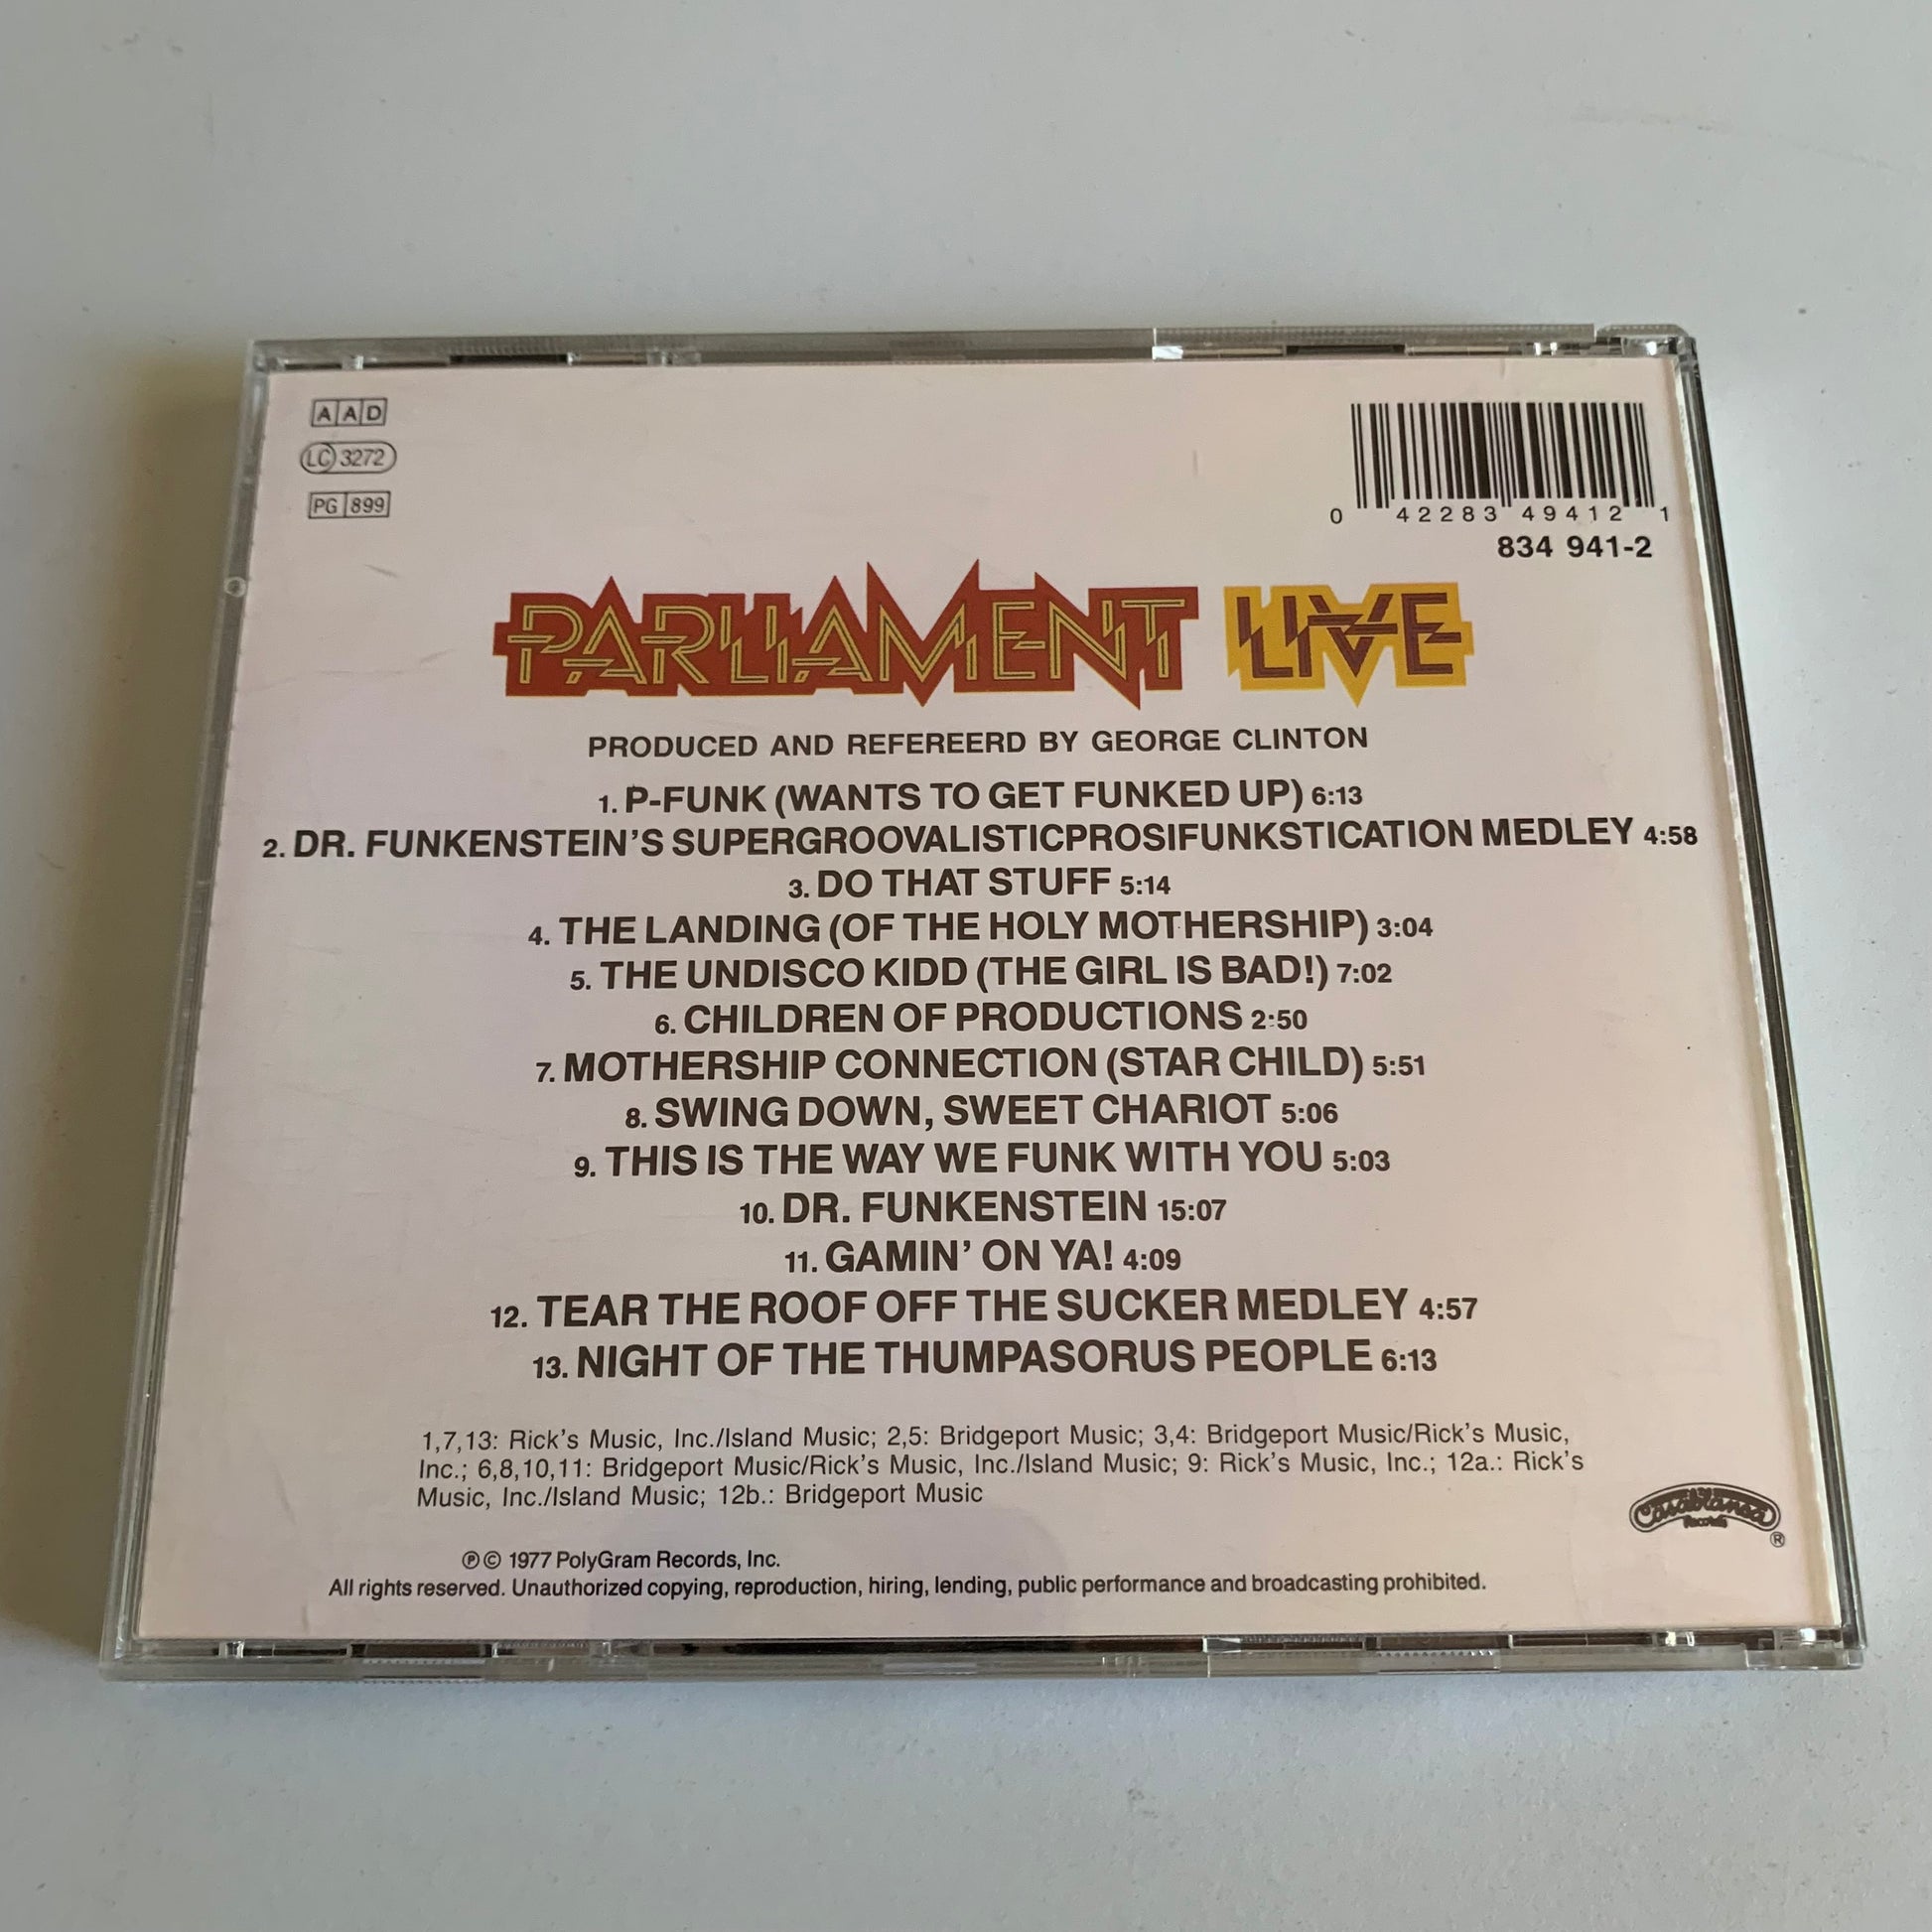 AAD
LC 3272
PG 899
0 42283 49412 1
834 941-2
PARLIAMENT LIVE
PRODUCED AND REFEREERD BY GEORGE CLINTON
1. P-FUNK (WANTS TO GET FUNKED UP) 6:13
2. DR. FUNKENSTEIN'S SUPERGROOVALISTICPROSIFUNKSTICATION MEDLEY 4:58
3. DO THAT STUFF 5:14
4. THE LANDING (OF THE HOLY MOTHERSHIP) 3:04
5. THE UNDISCO KIDD (THE GIRL IS BAD!) 7:02
6. CHILDREN OF PRODUCTIONS 2:50
7. MOTHERSHIP CONNECTION (STAR CHILD) 5:51
8. SWING DOWN, SWEET CHARIOT 5:06
9. THIS IS THE WAY WE FUNK WITH YOU 5:03
10. DR. FUNKENSTEIN 15:07
11. GAMIN' ON YA! 4:09
12. TEAR THE ROOF OFF THE SUCKER MEDLEY 4:57
13. NIGHT OF THE THUMPASORUS PEOPLE 6:13
1,7,13: Rick's Music, Inc./Island Music; 2,5: Bridgeport Music; 3,4: Bridgeport Music/Rick's Music,
Inc.; 6,8,10,11: Bridgeport Music/Rick's Music, Inc./Island Music; 9: Rick's Music, Inc.; 12a.: Rick's
Music, Inc./Island Music; 12b.: Bridgeport Music
Casablanca
Records
®
℗© 1977 PolyGram Records, Inc.
All rights reserved. Unauthorized copying, reproduction, hiring, lending, public performance and broadcasting prohibited.